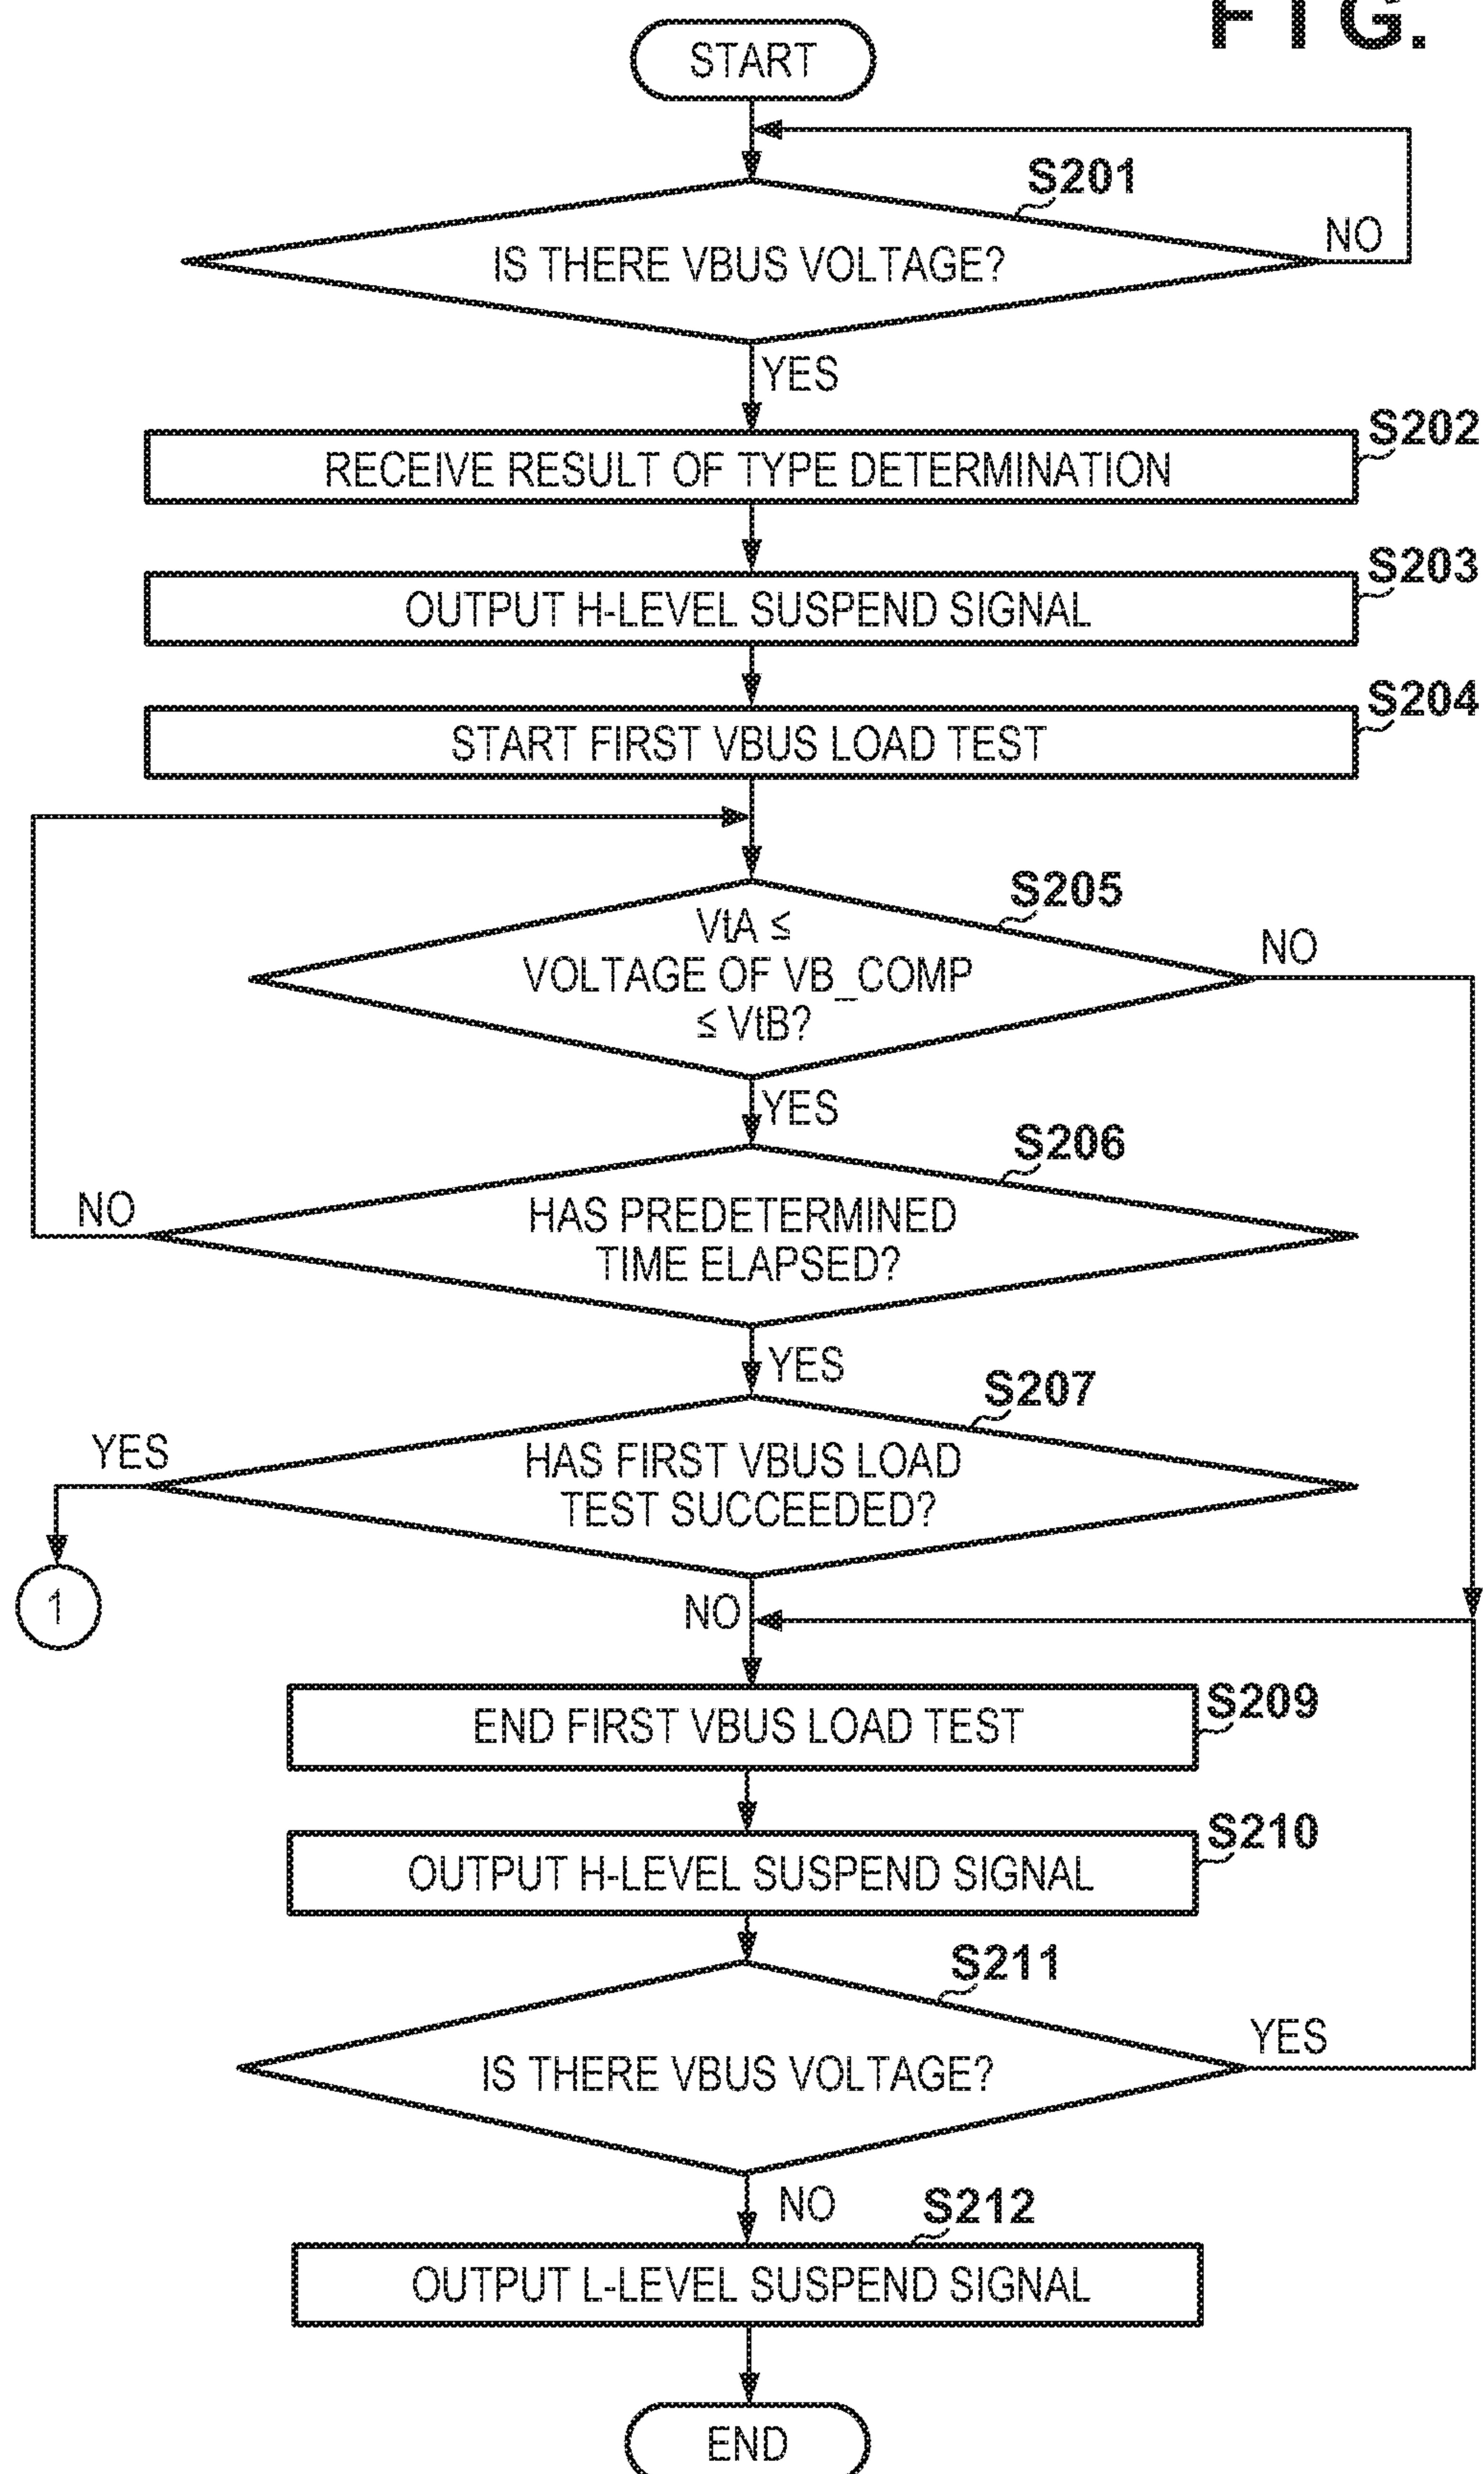 FIG.
START
S201
IS THERE VBUS VOLTAGE?
NO
YES
S202
RECEIVE RESULT OF TYPE DETERMINATION
S203
OUTPUT H-LEVEL SUSPEND SIGNAL
S204
START FIRST VBUS LOAD TEST
S205
VtA ≤
VOLTAGE OF VB_COMP
≤ VtB?
NO
YES
S206
HAS PREDETERMINED
TIME ELAPSED?
NO
YES
S207
HAS FIRST VBUS LOAD
TEST SUCCEEDED?
YES
1
NO
S209
END FIRST VBUS LOAD TEST
S210
OUTPUT H-LEVEL SUSPEND SIGNAL
S211
IS THERE VBUS VOLTAGE?
YES
NO
S212
OUTPUT L-LEVEL SUSPEND SIGNAL
END